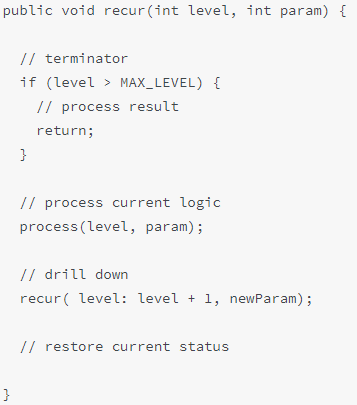 public void recur(int level, int param) {
// terminator
if (level > MAX_LEVEL) {
// process result
return;
}
// process current logic
process(level, param);
// drill down
recur( level: level + 1, newParam);
// restore current status
}